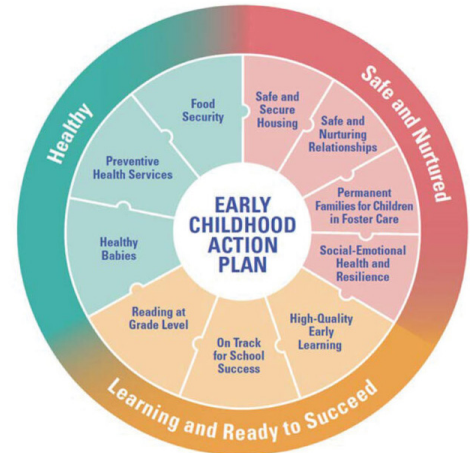 Healthy
Safe and Nurtured
Learning and Ready to Succeed
EARLY
CHILDHOOD
ACTION
PLAN
Food
Security
Safe and
Secure
Housing
Safe and
Nurturing
Relationships
Permanent
Families for Children
in Foster Care
Social-Emotional
Health and
Resilience
High-Quality
Early
Learning
On Track
for School
Success
Reading at
Grade Level
Healthy
Babies
Preventive
Health Services